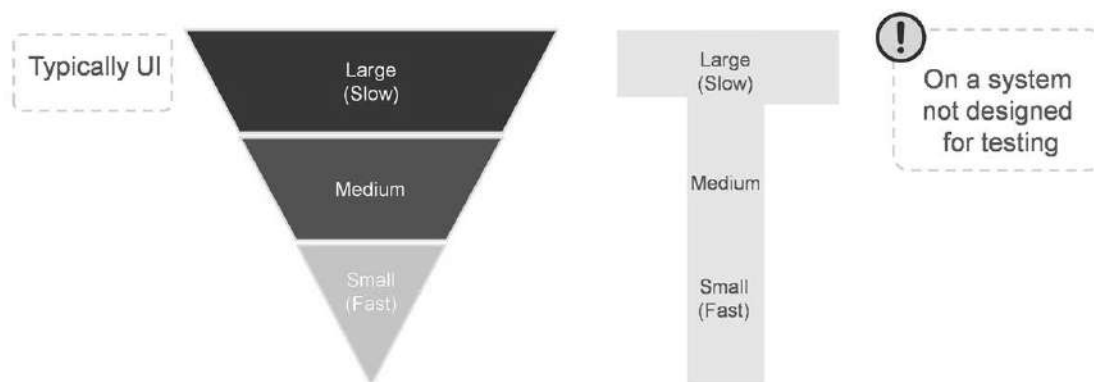 Typically UI
Large
(Slow)
Medium
Small
(Fast)
Large
(Slow)
Medium
Small
(Fast)
!
On a system
not designed
for testing